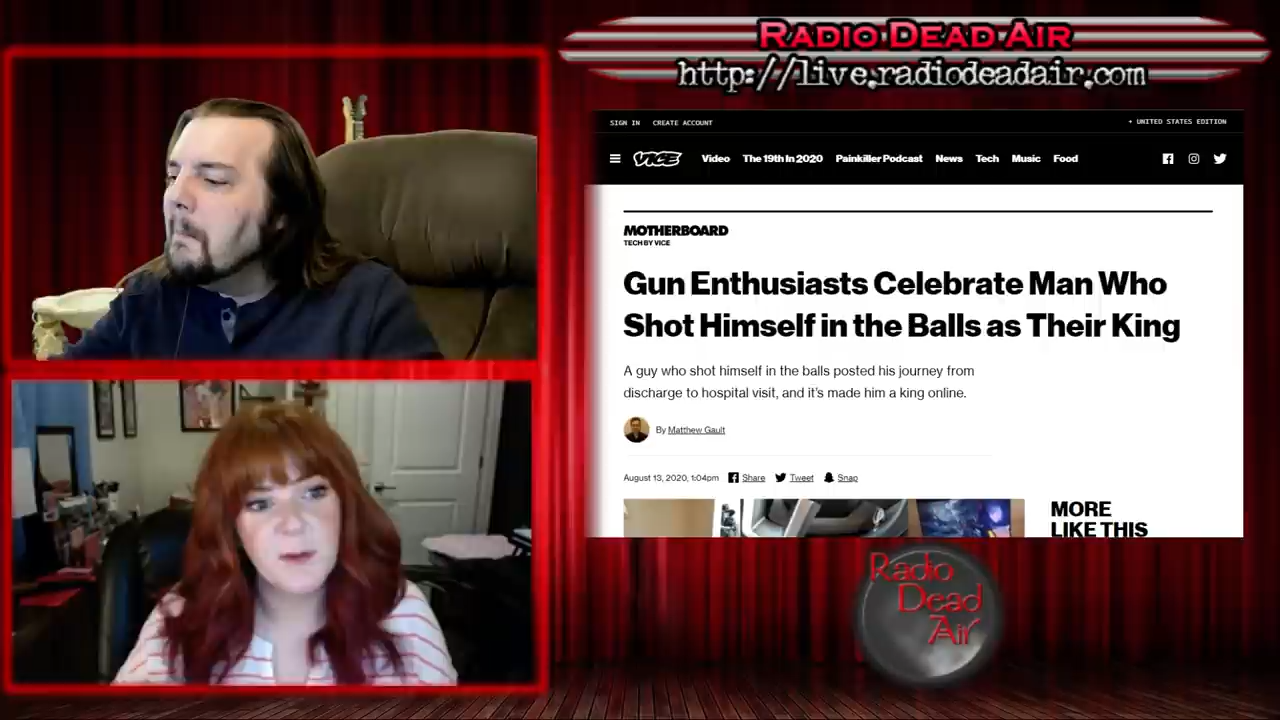 RADIO DEAD AIR
http://live.radiodeadair.com
SIGN IN CREATE ACCOUNT
+ UNITED STATES EDITION
VICE Video The 19th In 2020 Painkiller Podcast News Tech Music Food
MOTHERBOARD
TECH BY VICE
Gun Enthusiasts Celebrate Man Who
Shot Himself in the Balls as Their King
A guy who shot himself in the balls posted his journey from
discharge to hospital visit, and it's made him a king online.
By Matthew Gault
August 13, 2020, 1:04pm Share Tweet Snap
MORE
LIKE THIS
Radio
Dead
Air